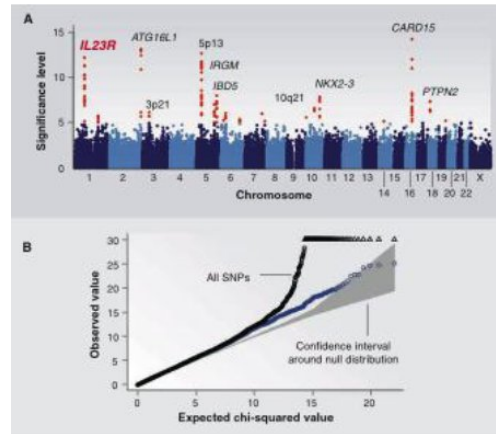 A
CARD15
ATG16L1
IL23R
5p13
IRGM
NKX2-3
IBD5
10q21
PTPN2
3p21
Significance level
15
10
5
0
1 2 3 4 5 6 7 8 9 10 11 12 13 15 17 19 21 X
14 16 18 20 22
Chromosome
B
All SNPs
Confidence interval
around null distribution
Observed value
30
25
20
15
10
5
0
0 5 10 15 20
Expected chi-squared value